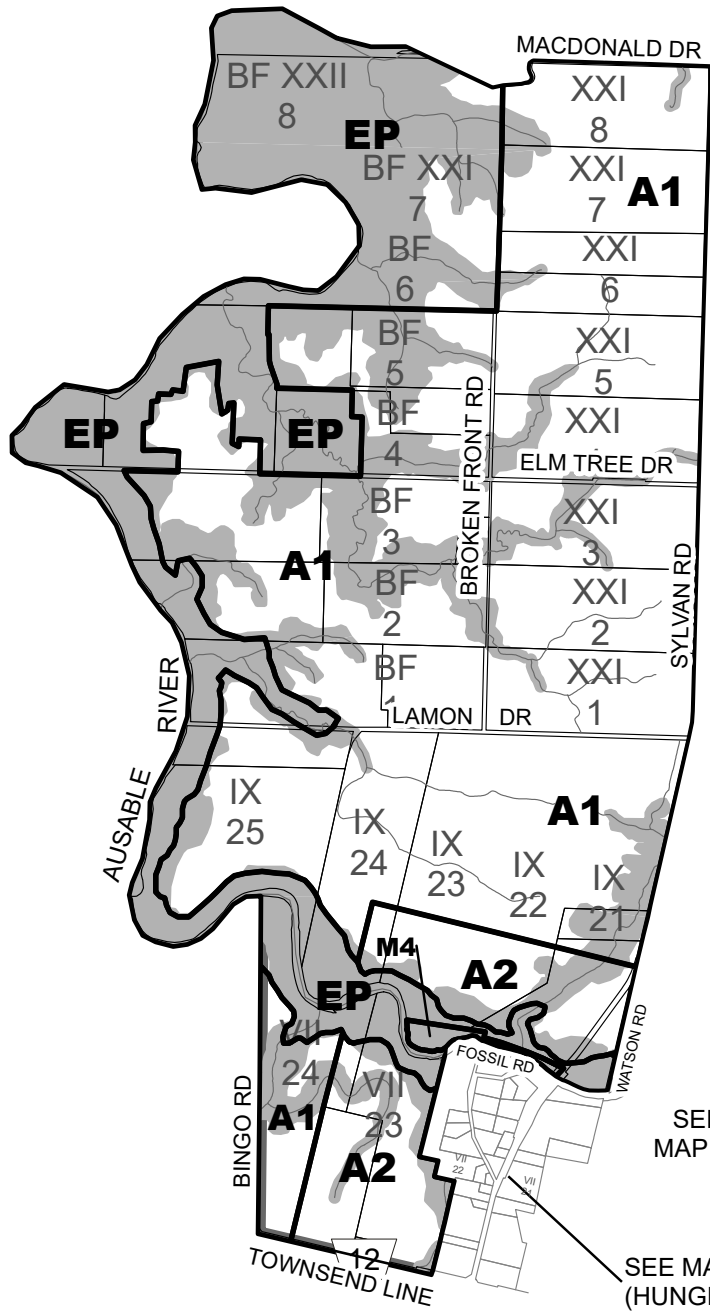 MACDONALD DR
BF XXII
8
XXI
8
EP
BF XXI
7
XXI
7
A1
BF
6
XXI
6
BF
5
XXI
5
BROKEN FRONT RD
EP
EP
BF
4
XXI
ELM TREE DR
BF
3
XXI
3
A1
SYLVAN RD
BF
2
XXI
2
BF
XXI
1
RIVER
LAMON DR
AUSABLE
IX
25
A1
IX
24
IX
23
IX
22
IX
21
M4
A2
EP
FOSSIL RD
WATSON RD
VII
24
VII
23
A1
A2
BINGO RD
VII
22
VII
MAP
12
TOWNSEND LINE
SEE